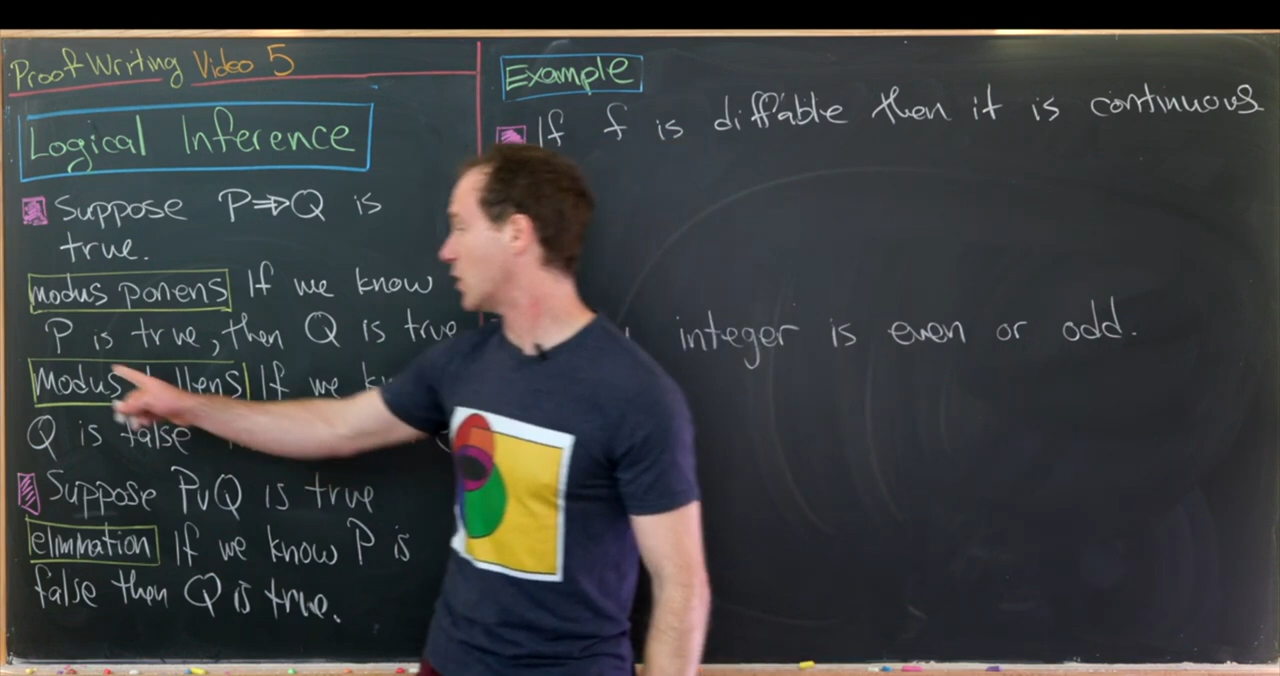 Proof Writing Video 5
Logical Inference
Suppose P⇒Q is
true.
modus ponens If we know
P is true, then Q is true
Modus If we
Q is false
Suppose P∨Q is true
elimination If we know P is
false then Q is true.
Example
If f is diffable then it is continuous
integer is even or odd.